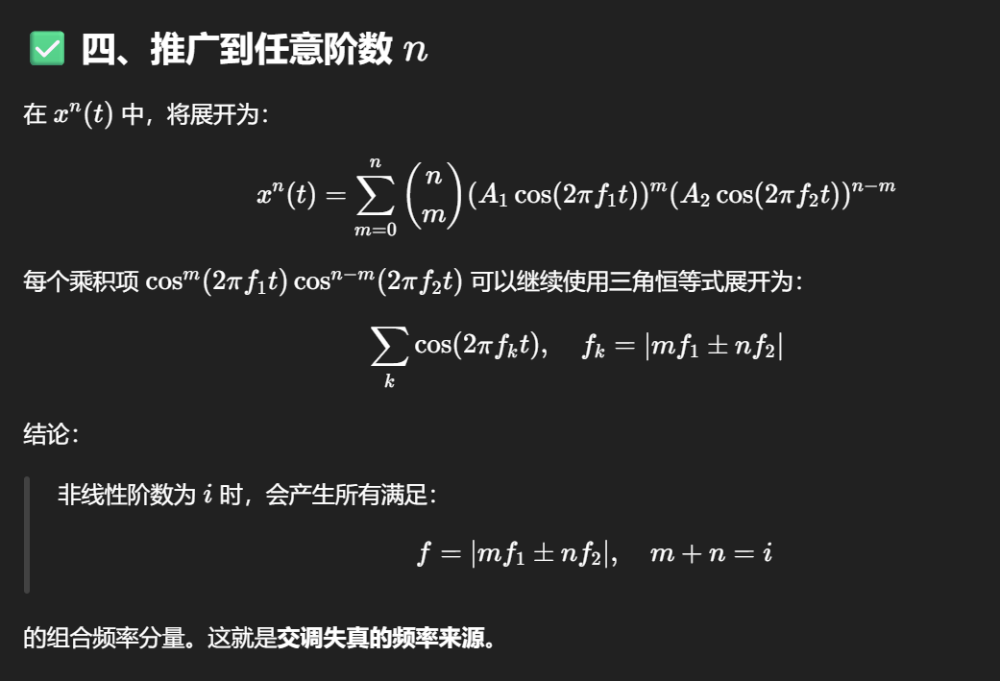 ✅ 四、推广到任意阶数 $n$
在 $x^n(t)$ 中，将展开为：
$$x^n(t) = \sum_{m=0}^{n} \binom{n}{m} (A_1 \cos(2\pi f_1 t))^m (A_2 \cos(2\pi f_2 t))^{n-m}$$
每个乘积项 $\cos^m(2\pi f_1 t) \cos^{n-m}(2\pi f_2 t)$ 可以继续使用三角恒等式展开为：
$$\sum_k \cos(2\pi f_k t), \quad f_k = |mf_1 \pm nf_2|$$
结论：
非线性阶数为 $i$ 时，会产生所有满足：
$$f = |mf_1 \pm nf_2|, \quad m + n = i$$
的组合频率分量。这就是交调失真的频率来源。